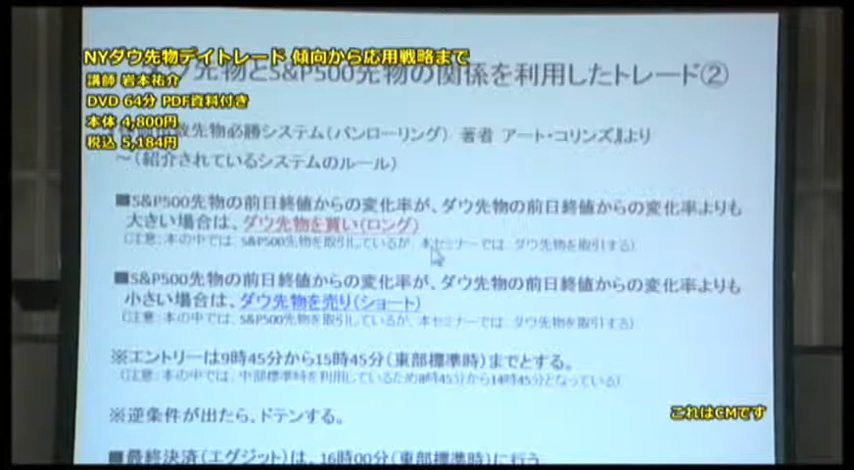 NYダウ先物デイトレード 傾向から応用戦略まで
講師 岩本祐介
DVD 64分 PDF資料付き
本体 4,800円
税込 5,184円
ダウ先物とS&P500先物の関係を利用したトレード②
指数先物必勝システム(パンローリング) 著者 アート・コリンズ』より
~(紹介されているシステムのルール)
■S&P500先物の前日終値からの変化率が、ダウ先物の前日終値からの変化率よりも
大きい場合は、ダウ先物を買い(ロング)
(注意:本の中では、S&P500先物を取引しているが、本セミナーでは、ダウ先物を取引する)
■S&P500先物の前日終値からの変化率が、ダウ先物の前日終値からの変化率よりも
小さい場合は、ダウ先物を売り(ショート)
(注意:本の中では、S&P500先物を取引しているが、本セミナーでは、ダウ先物を取引する)
※エントリーは9時45分から15時45分(東部標準時)までとする。
(注意:本の中では、中部標準時を利用しているため8時45分から14時45分となっている)
※逆条件が出たら、ドテンする。
これはCMです
■最終決済(エグジット)は、16時00分(東部標準時)に行う